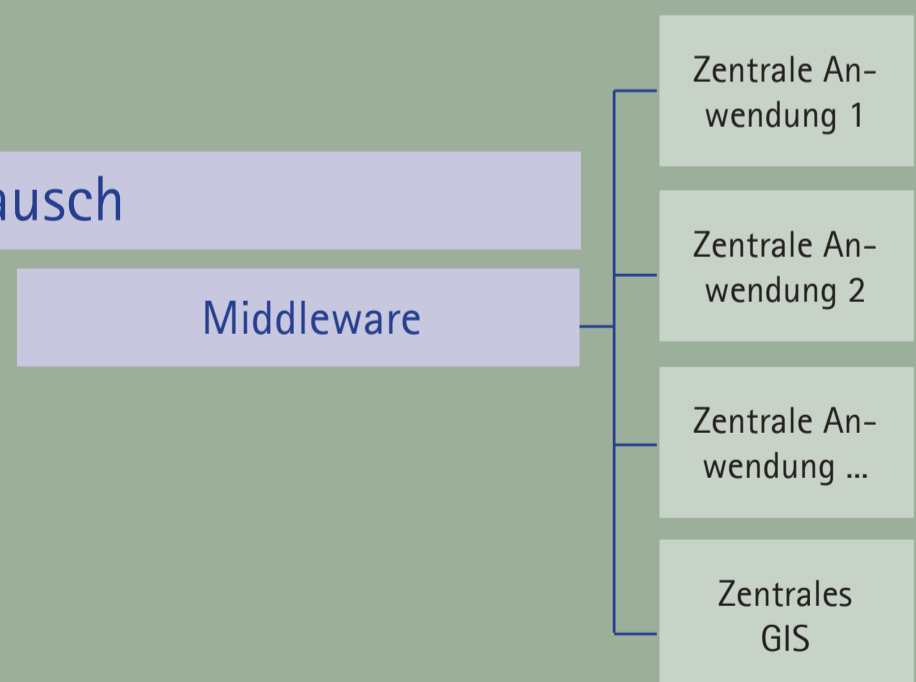 ausch
Middleware
Zentrale An-
wendung 1
Zentrale An-
wendung 2
Zentrale An-
wendung ...
Zentrales
GIS